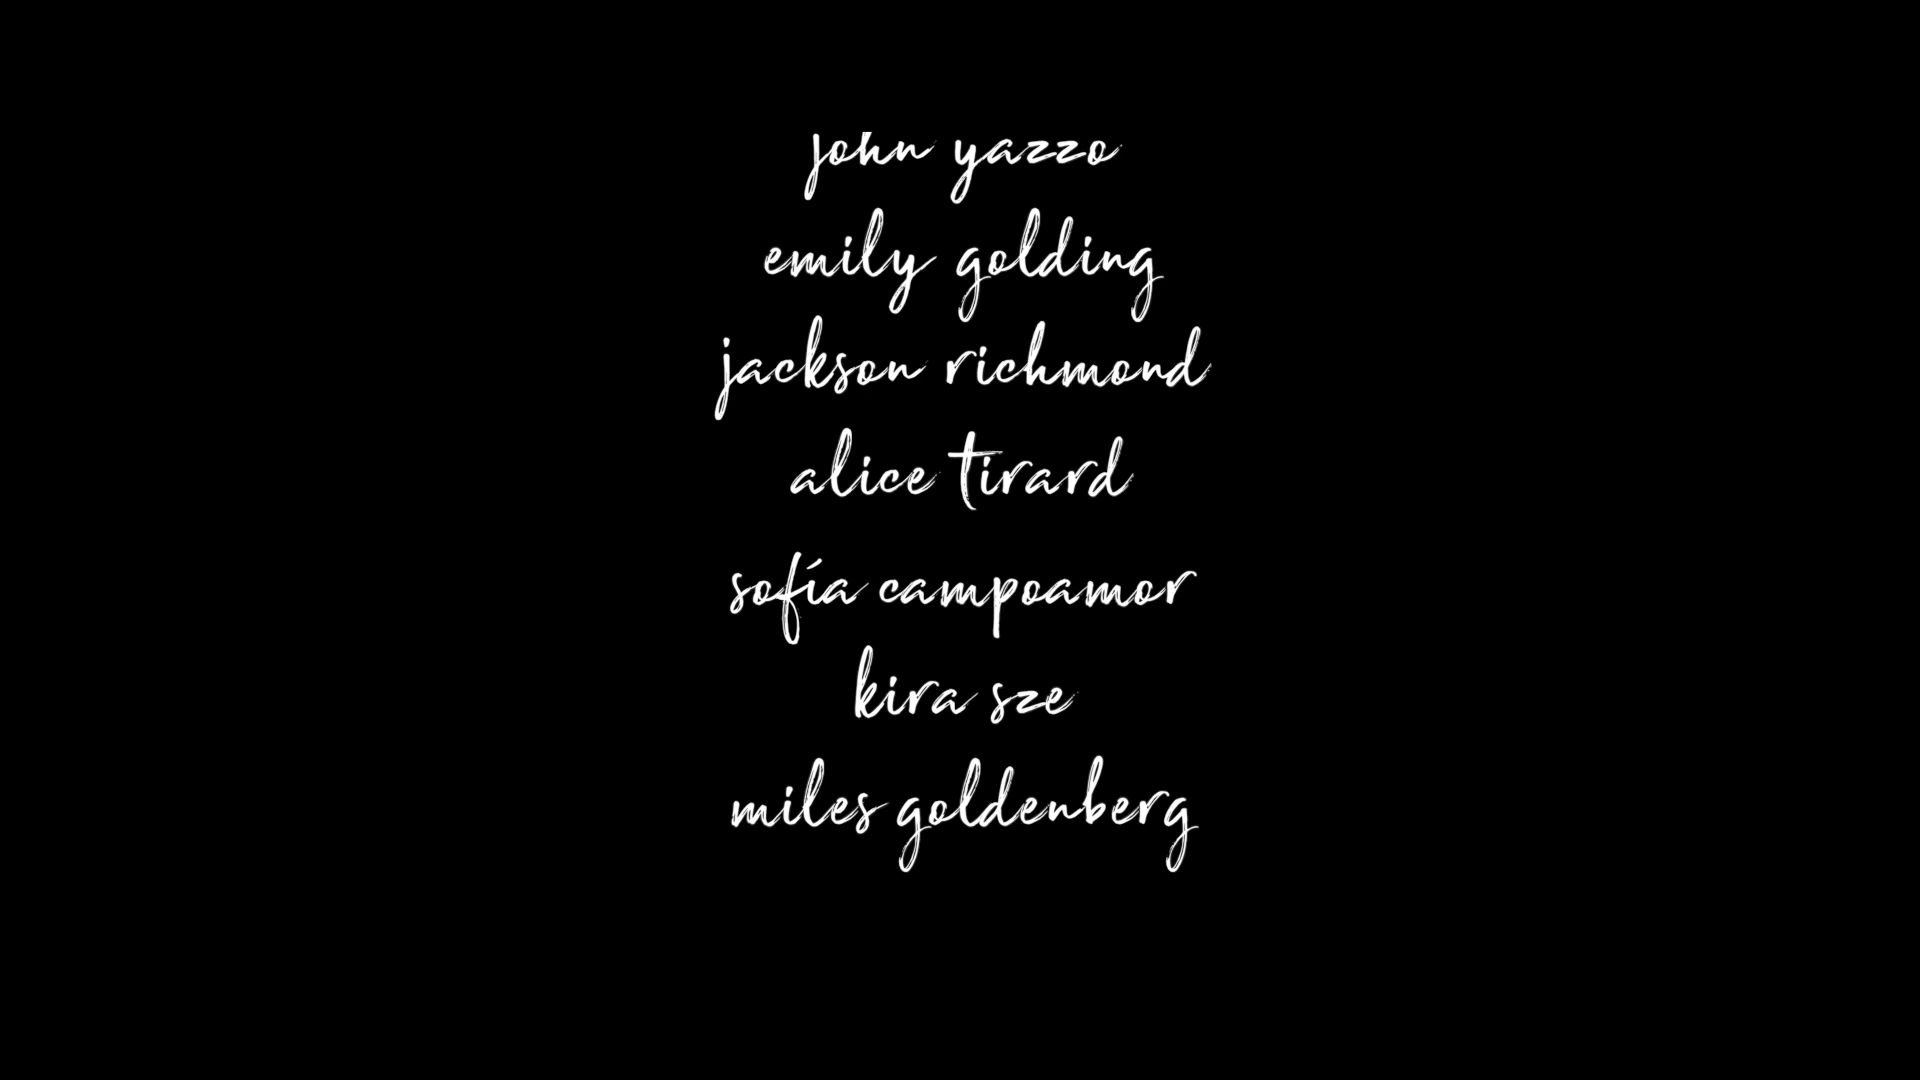 john yazzo
emily golding
jackson richmond
alice tirard
sofía campoamor
kira sze
miles goldenberg